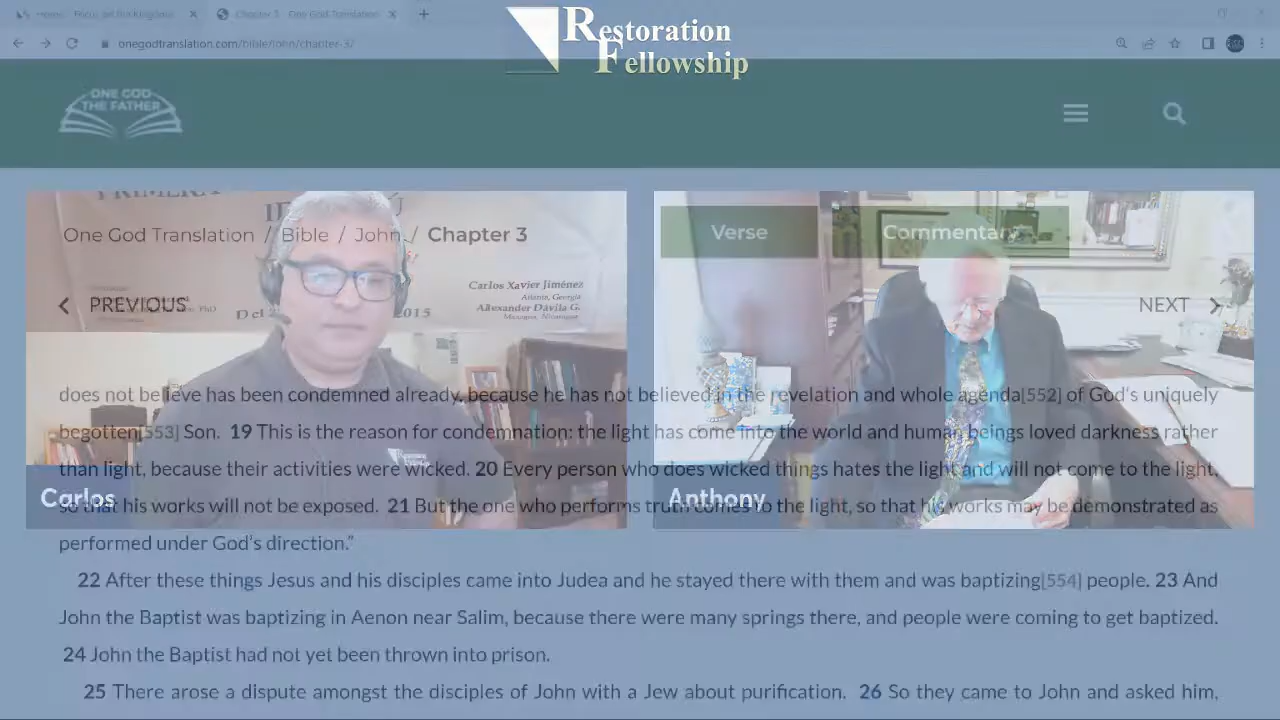 Chapter 3 - One God Translation
onegodtranslation.com/bible/john/chapter-3/
Restoration
Fellowship
ONE GOD
THE FATHER
PRIMERA
One God Translation / Bible / John / Chapter 3
Verse
Commentary
Carlos Xavier Jiménez
Atlanta, Georgia
Allexander Dávila G.
Managua, Nicaragua
PhD
2015
PREVIOUS
NEXT
does not believe has been condemned already, because he has not believed in the revelation and whole agenda[552] of God's uniquely
begotten[553] Son. 19 This is the reason for condemnation: the light has come into the world and human beings loved darkness rather
than light, because their activities were wicked. 20 Every person who does wicked things hates the light and will not come to the light,
so that his works will not be exposed. 21 But the one who performs truth comes to the light, so that his works may be demonstrated as
Carlos
Anthony
performed under God's direction.”
22 After these things Jesus and his disciples came into Judea and he stayed there with them and was baptizing[554] people. 23 And
John the Baptist was baptizing in Aenon near Salim, because there were many springs there, and people were coming to get baptized.
24 John the Baptist had not yet been thrown into prison.
25 There arose a dispute amongst the disciples of John with a Jew about purification. 26 So they came to John and asked him,